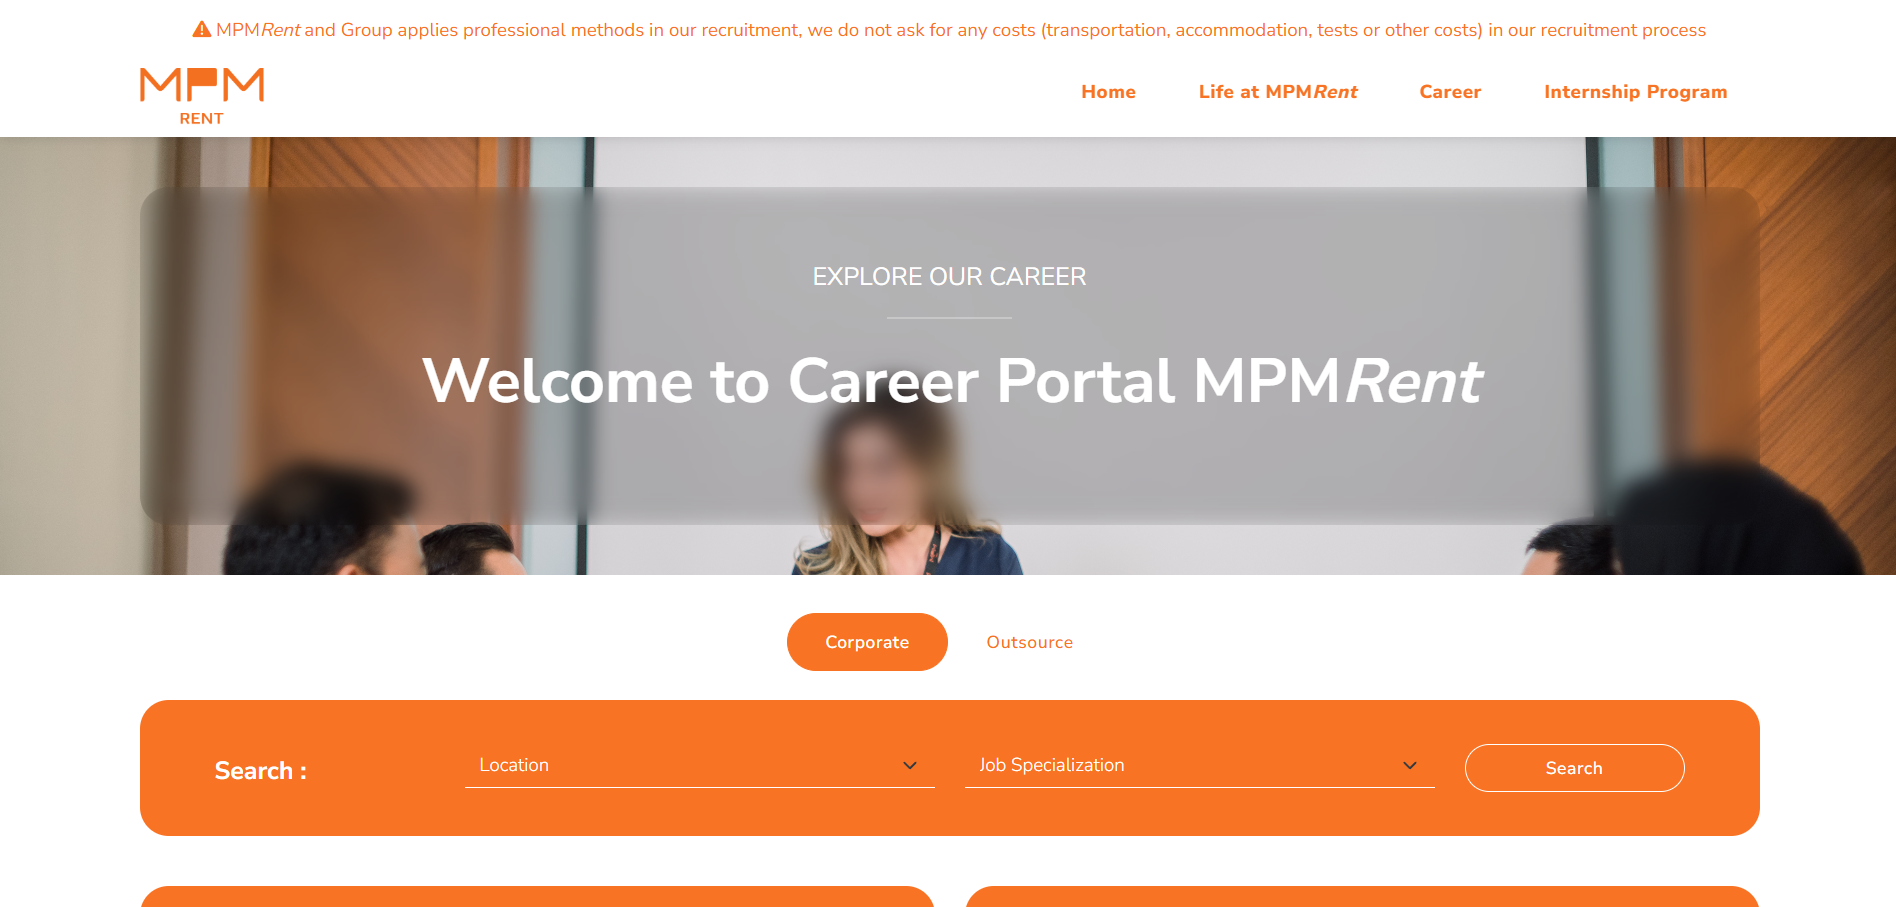 MPMRent and Group applies professional methods in our recruitment, we do not ask for any costs (transportation, accommodation, tests or other costs) in our recruitment process
MPM
RENT
Home Life at MPMRent Career Internship Program
EXPLORE OUR CAREER
Welcome to Career Portal MPMRent
Corporate Outsource
Search : Location Job Specialization Search